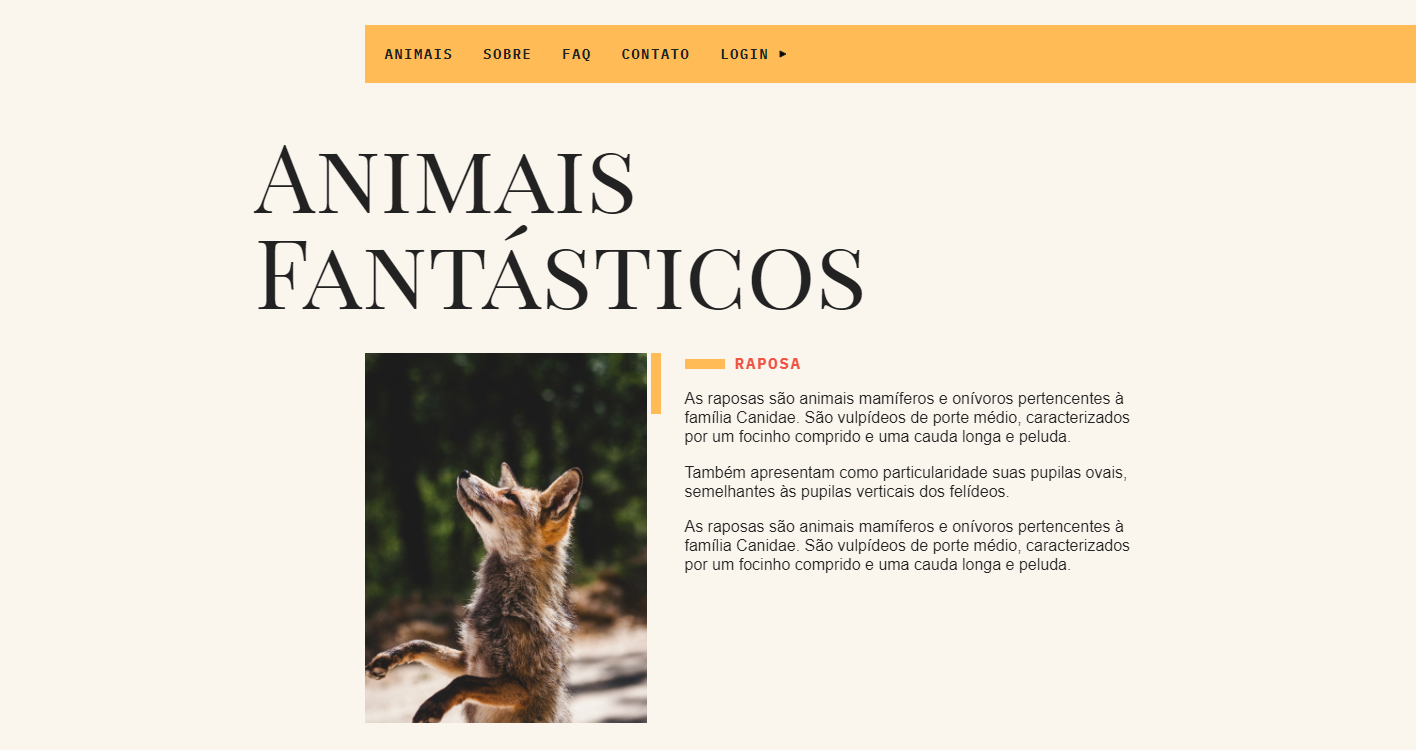 ANIMAIS SOBRE FAQ CONTATO LOGIN ▸
Animais
Fantásticos
RAPOSA
As raposas são animais mamíferos e onívoros pertencentes à
família Canidae. São vulpídeos de porte médio, caracterizados
por um focinho comprido e uma cauda longa e peluda.
Também apresentam como particularidade suas pupilas ovais,
semelhantes às pupilas verticais dos felídeos.
As raposas são animais mamíferos e onívoros pertencentes à
família Canidae. São vulpídeos de porte médio, caracterizados
por um focinho comprido e uma cauda longa e peluda.